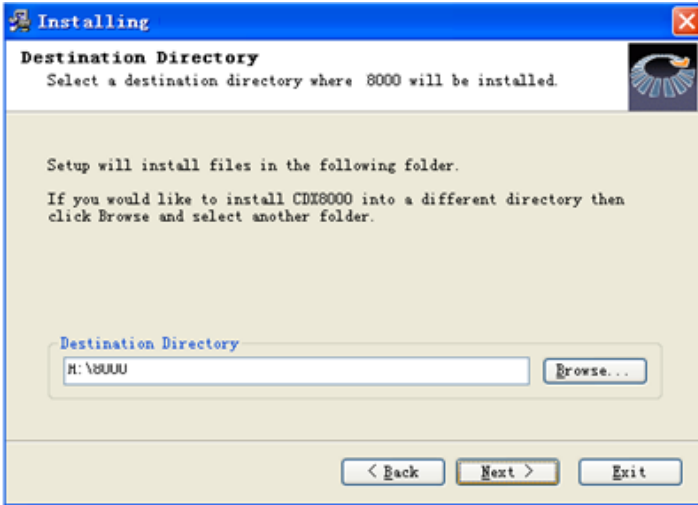 Installing
Destination Directory
Select a destination directory where 8000 will be installed.
Setup will install files in the following folder.
If you would like to install CDX8000 into a different directory then
click Browse and select another folder.
Destination Directory
M:\8000
Browse...
< Back
Next >
Exit